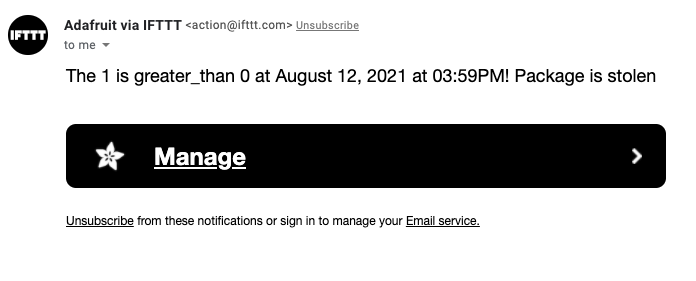 IFTTT
Adafruit via IFTTT <action@ifttt.com> Unsubscribe
to me
The 1 is greater_than 0 at August 12, 2021 at 03:59PM! Package is stolen
Manage
Unsubscribe from these notifications or sign in to manage your Email service.